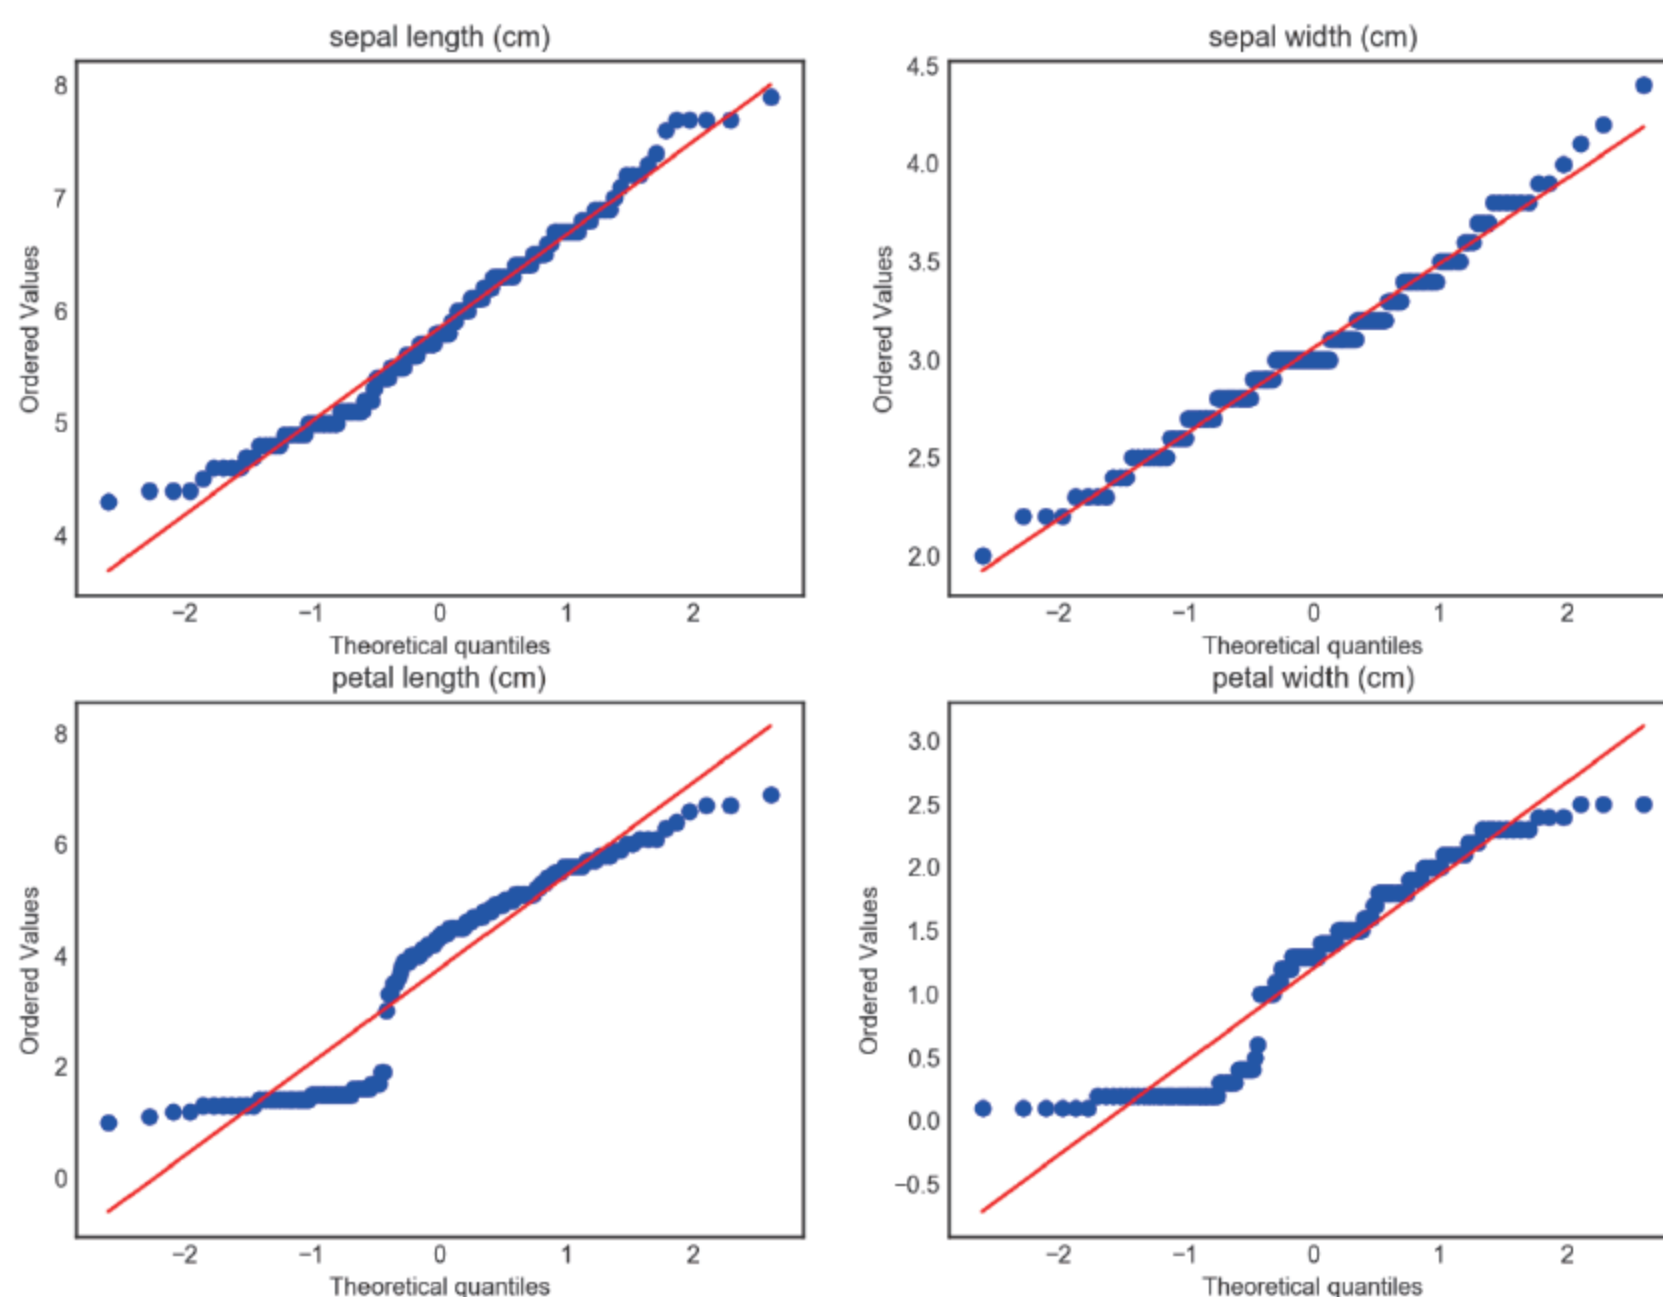 sepal length (cm)
8
7
6
5
4
Ordered Values
−2 −1 0 1 2
Theoretical quantiles
sepal width (cm)
4.5
4.0
3.5
3.0
2.5
2.0
Ordered Values
−2 −1 0 1 2
Theoretical quantiles
petal length (cm)
8
6
4
2
0
Ordered Values
−2 −1 0 1 2
Theoretical quantiles
petal width (cm)
3.0
2.5
2.0
1.5
1.0
0.5
0.0
−0.5
Ordered Values
−2 −1 0 1 2
Theoretical quantiles